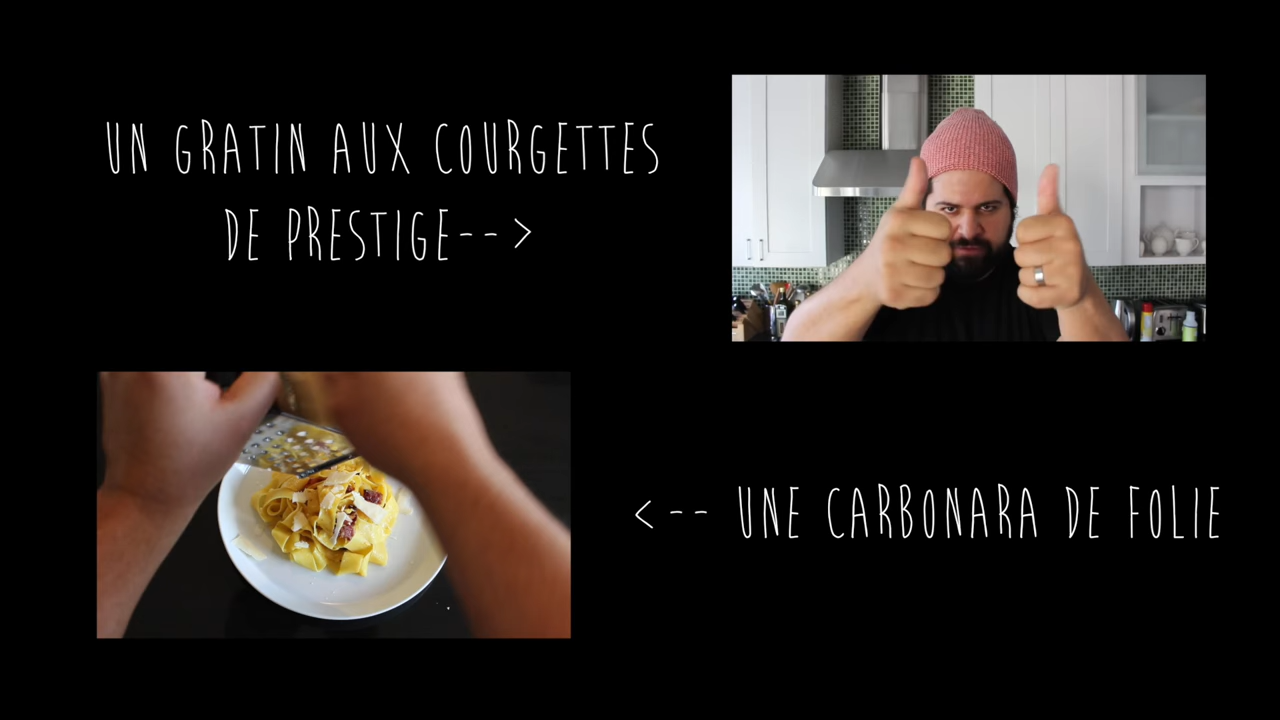 UN GRATIN AUX COURGETTES
DE PRESTIGE-->
<-- UNE CARBONARA DE FOLIE